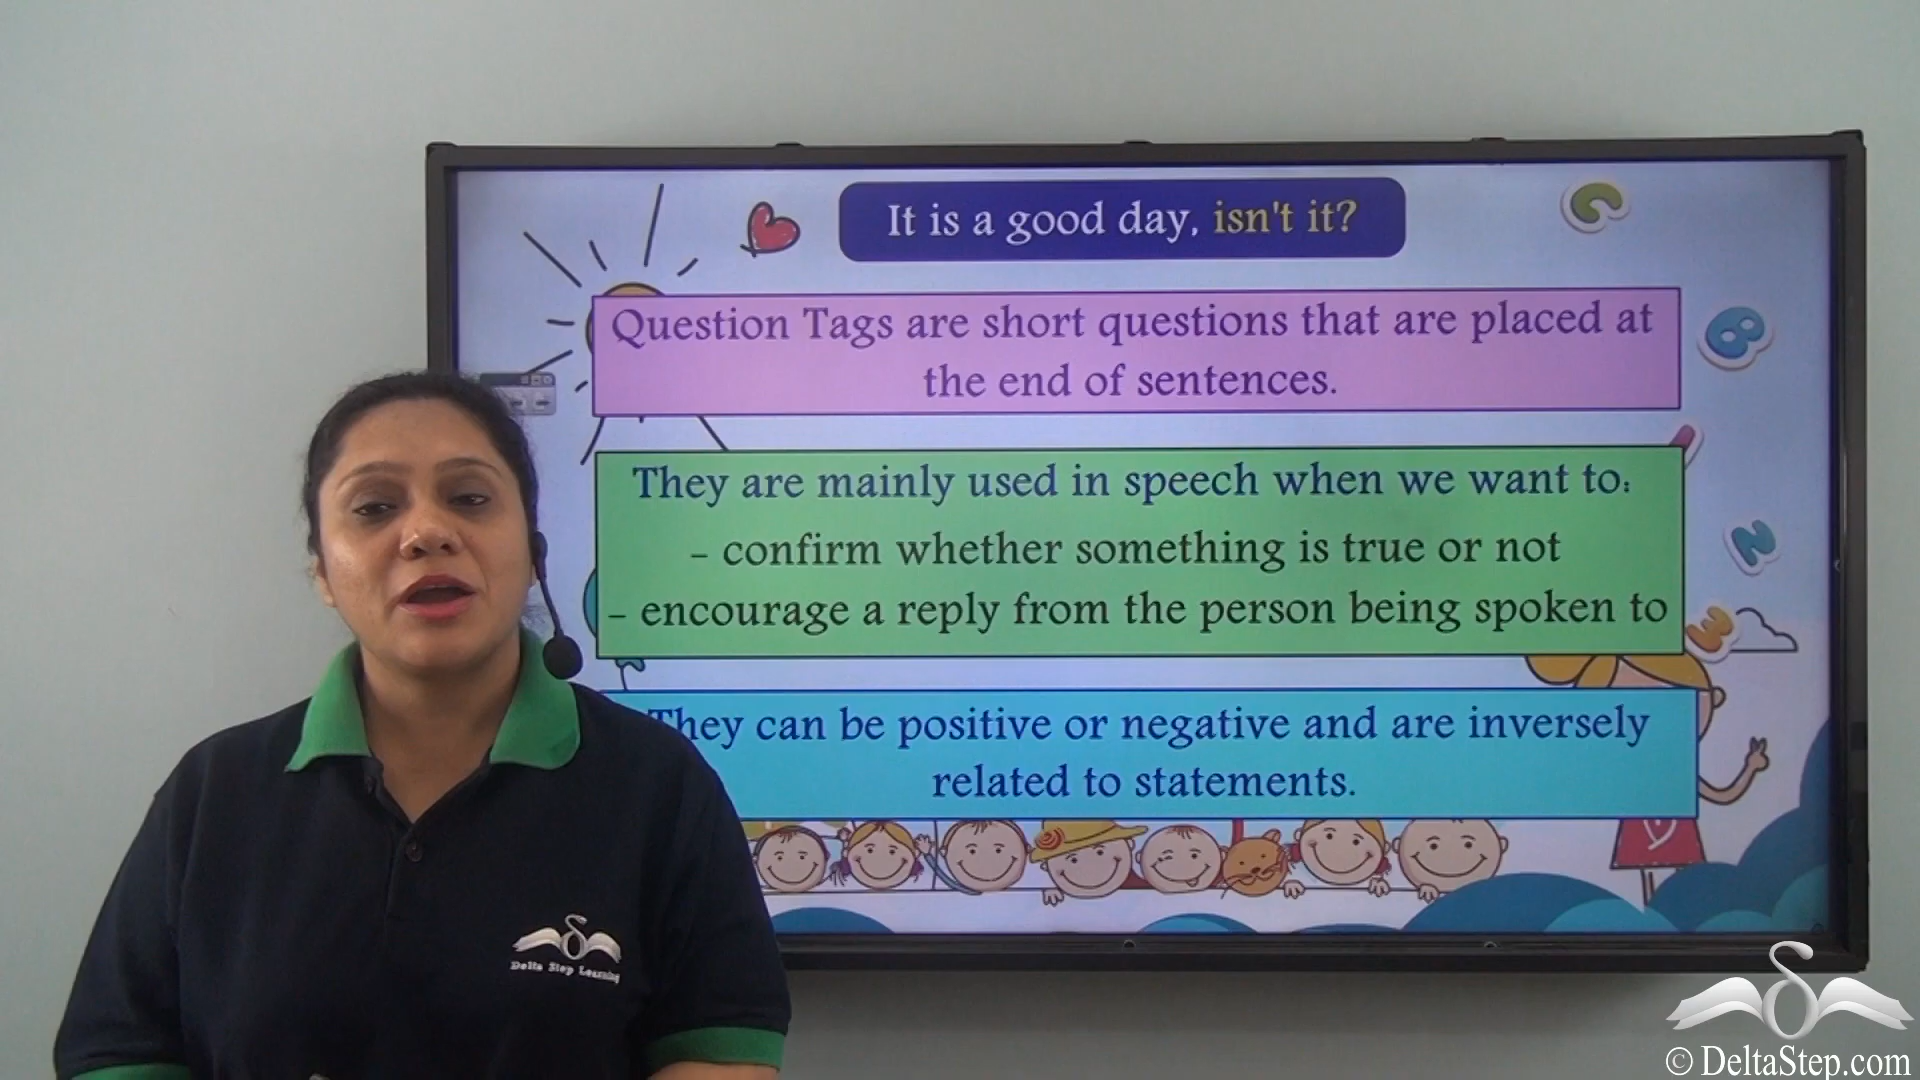 It is a good day, isn't it?
Question Tags are short questions that are placed at
the end of sentences.
They are mainly used in speech when we want to:
- confirm whether something is true or not
- encourage a reply from the person being spoken to
They can be positive or negative and are inversely
related to statements.
8
2
3
Delta Step Learning
© DeltaStep.com